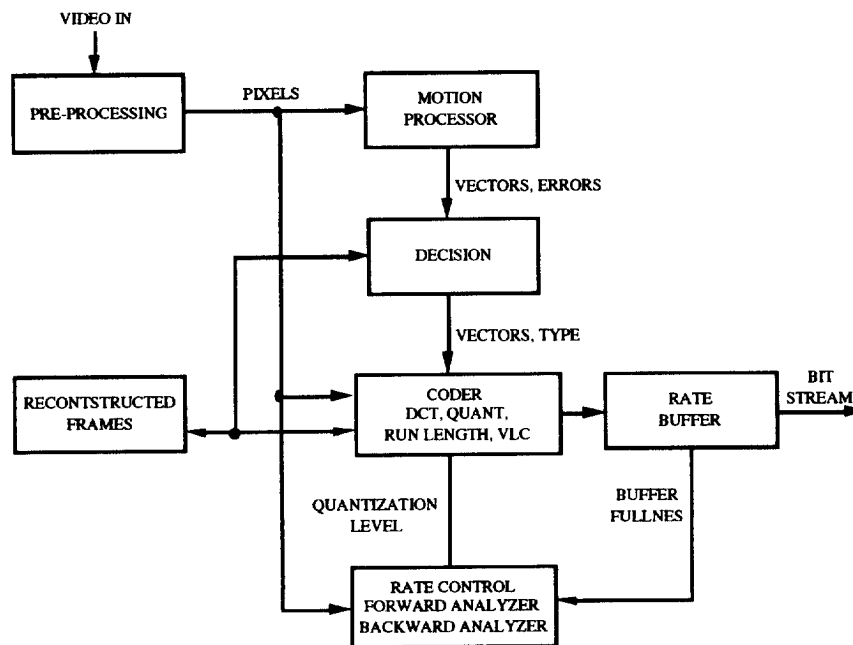 VIDEO IN
PRE-PROCESSING
PIXELS
MOTION
PROCESSOR
VECTORS, ERRORS
DECISION
VECTORS, TYPE
RECONTSTRUCTED
FRAMES
CODER
DCT, QUANT,
RUN LENGTH, VLC
RATE
BUFFER
BIT
STREAM
QUANTIZATION
LEVEL
BUFFER
FULLNES
RATE CONTROL
FORWARD ANALYZER
BACKWARD ANALYZER